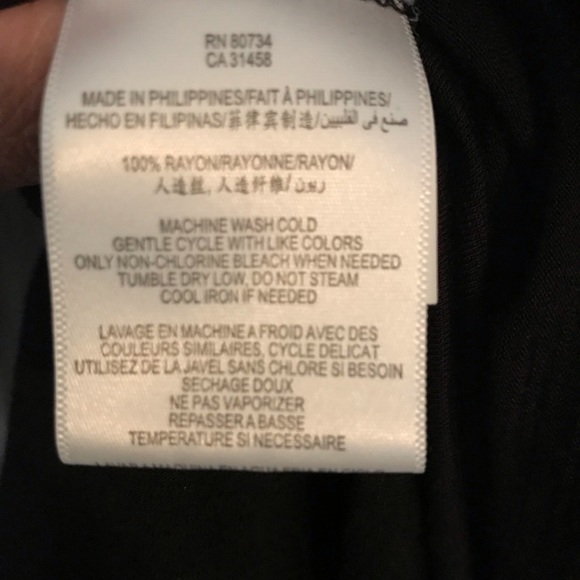 RN 80734
CA 31458
MADE IN PHILIPPINES/FAIT À PHILIPPINES/
HECHO EN FILIPINAS/菲律宾制造/صنع في الفلبين
100% RAYON/RAYONNE/RAYON/
人造丝, 人造纤维/رايون
MACHINE WASH COLD
GENTLE CYCLE WITH LIKE COLORS
ONLY NON-CHLORINE BLEACH WHEN NEEDED
TUMBLE DRY LOW, DO NOT STEAM
COOL IRON IF NEEDED
LAVAGE EN MACHINE A FROID AVEC DES
COULEURS SIMILAIRES, CYCLE DELICAT
UTILISEZ DE LA JAVEL SANS CHLORE SI BESOIN
SECHAGE DOUX
NE PAS VAPORIZER
REPASSER A BASSE
TEMPERATURE SI NECESSAIRE